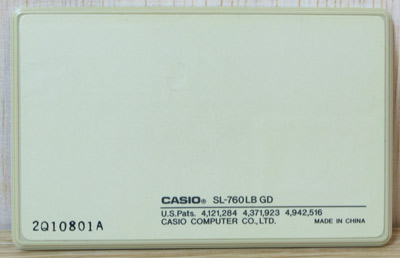 CASIO® SL-760LB GD
U.S.Pats. 4,121,284 4,371,923 4,942,516
CASIO COMPUTER CO.,LTD. MADE IN CHINA
2Q10801A